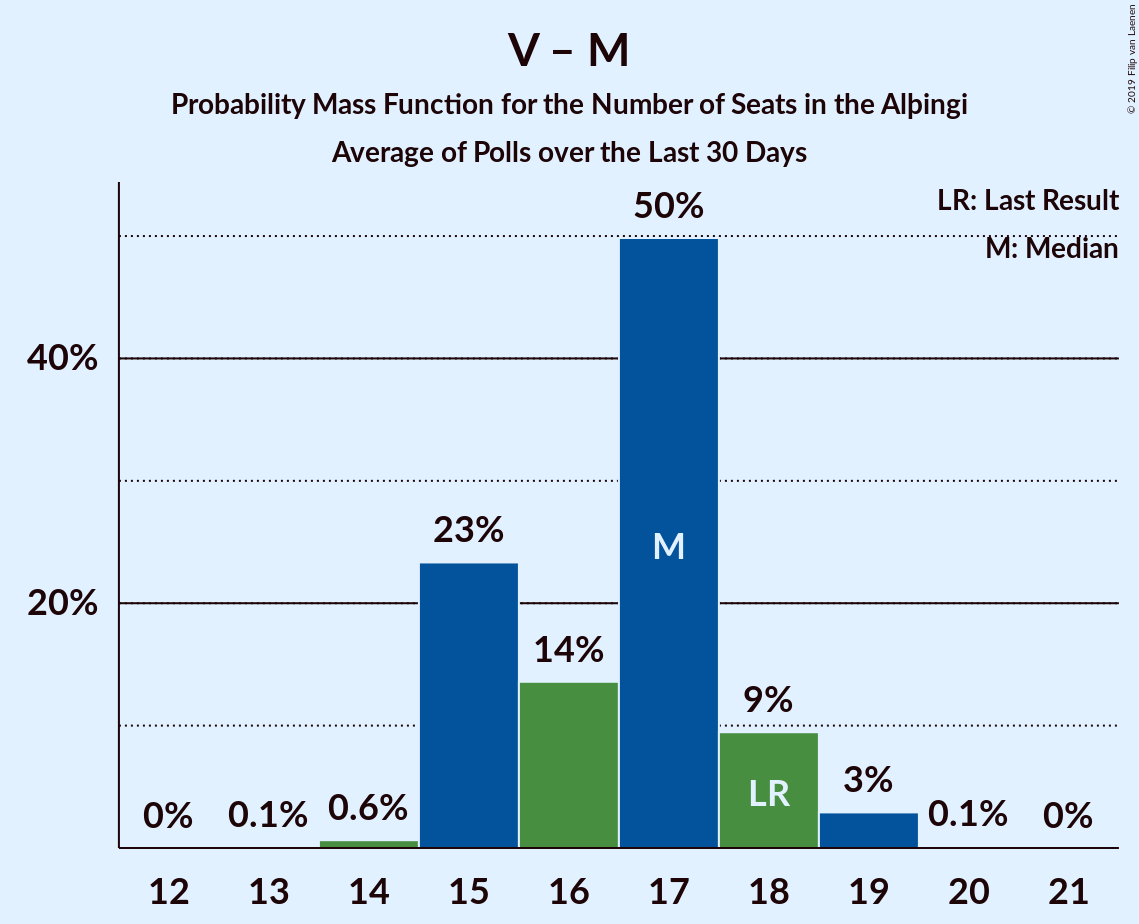 V – M
Probability Mass Function for the Number of Seats in the Alþingi
Average of Polls over the Last 30 Days
© 2019 Filip van Laenen
LR: Last Result
M: Median
50%
40%
23%
M
20%
14%
9%
LR
3%
0%
0.1%
0.6%
0.1%
0%
12
13
14
15
16
17
18
19
20
21